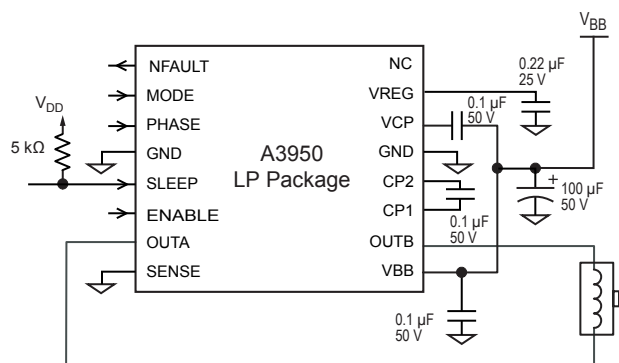 V_BB
NFAULT
NC
0.22 µF
25 V
MODE
VREG
0.1 µF
50 V
V_DD
PHASE
VCP
5 kΩ
GND
A3950
LP Package
GND
SLEEP
CP2
+
100 µF
50 V
ENABLE
CP1
0.1 µF
50 V
OUTA
OUTB
SENSE
VBB
0.1 µF
50 V